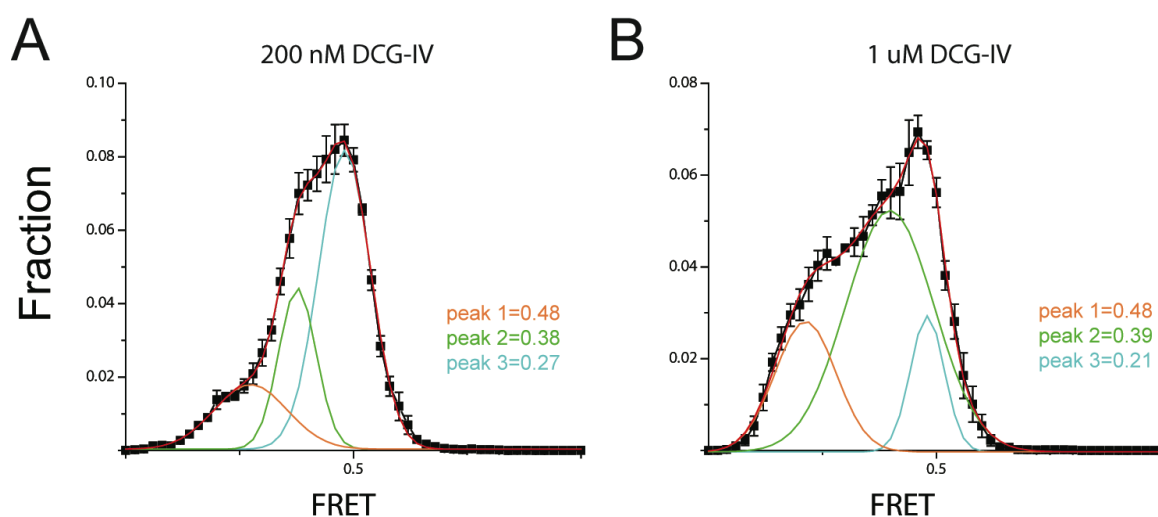 A
200 nM DCG-IV
Fraction
0.10
0.08
0.06
0.04
0.02
peak 1=0.48
peak 2=0.38
peak 3=0.27
0.5
FRET
B
1 uM DCG-IV
0.08
0.06
0.04
0.02
peak 1=0.48
peak 2=0.39
peak 3=0.21
0.5
FRET